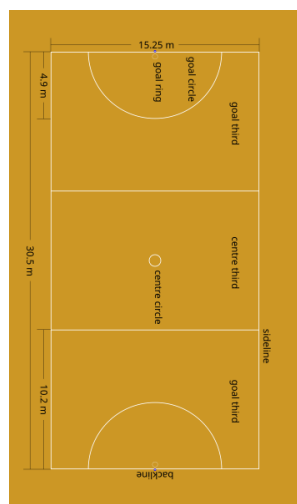 15.25 m
4.9 m
goal ring
goal circle
goal third
30.5 m
centre circle
centre third
sideline
10.2 m
goal third
backline